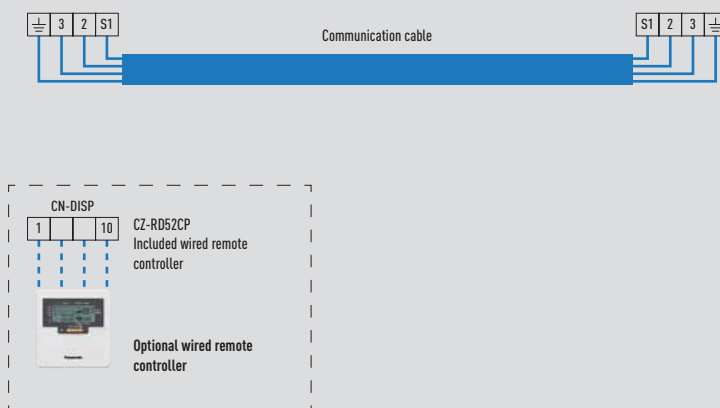 3 2 S1
Communication cable
S1 2 3
CN-DISP
1 10
CZ-RD52CP
Included wired remote
controller
Panasonic
Optional wired remote
controller